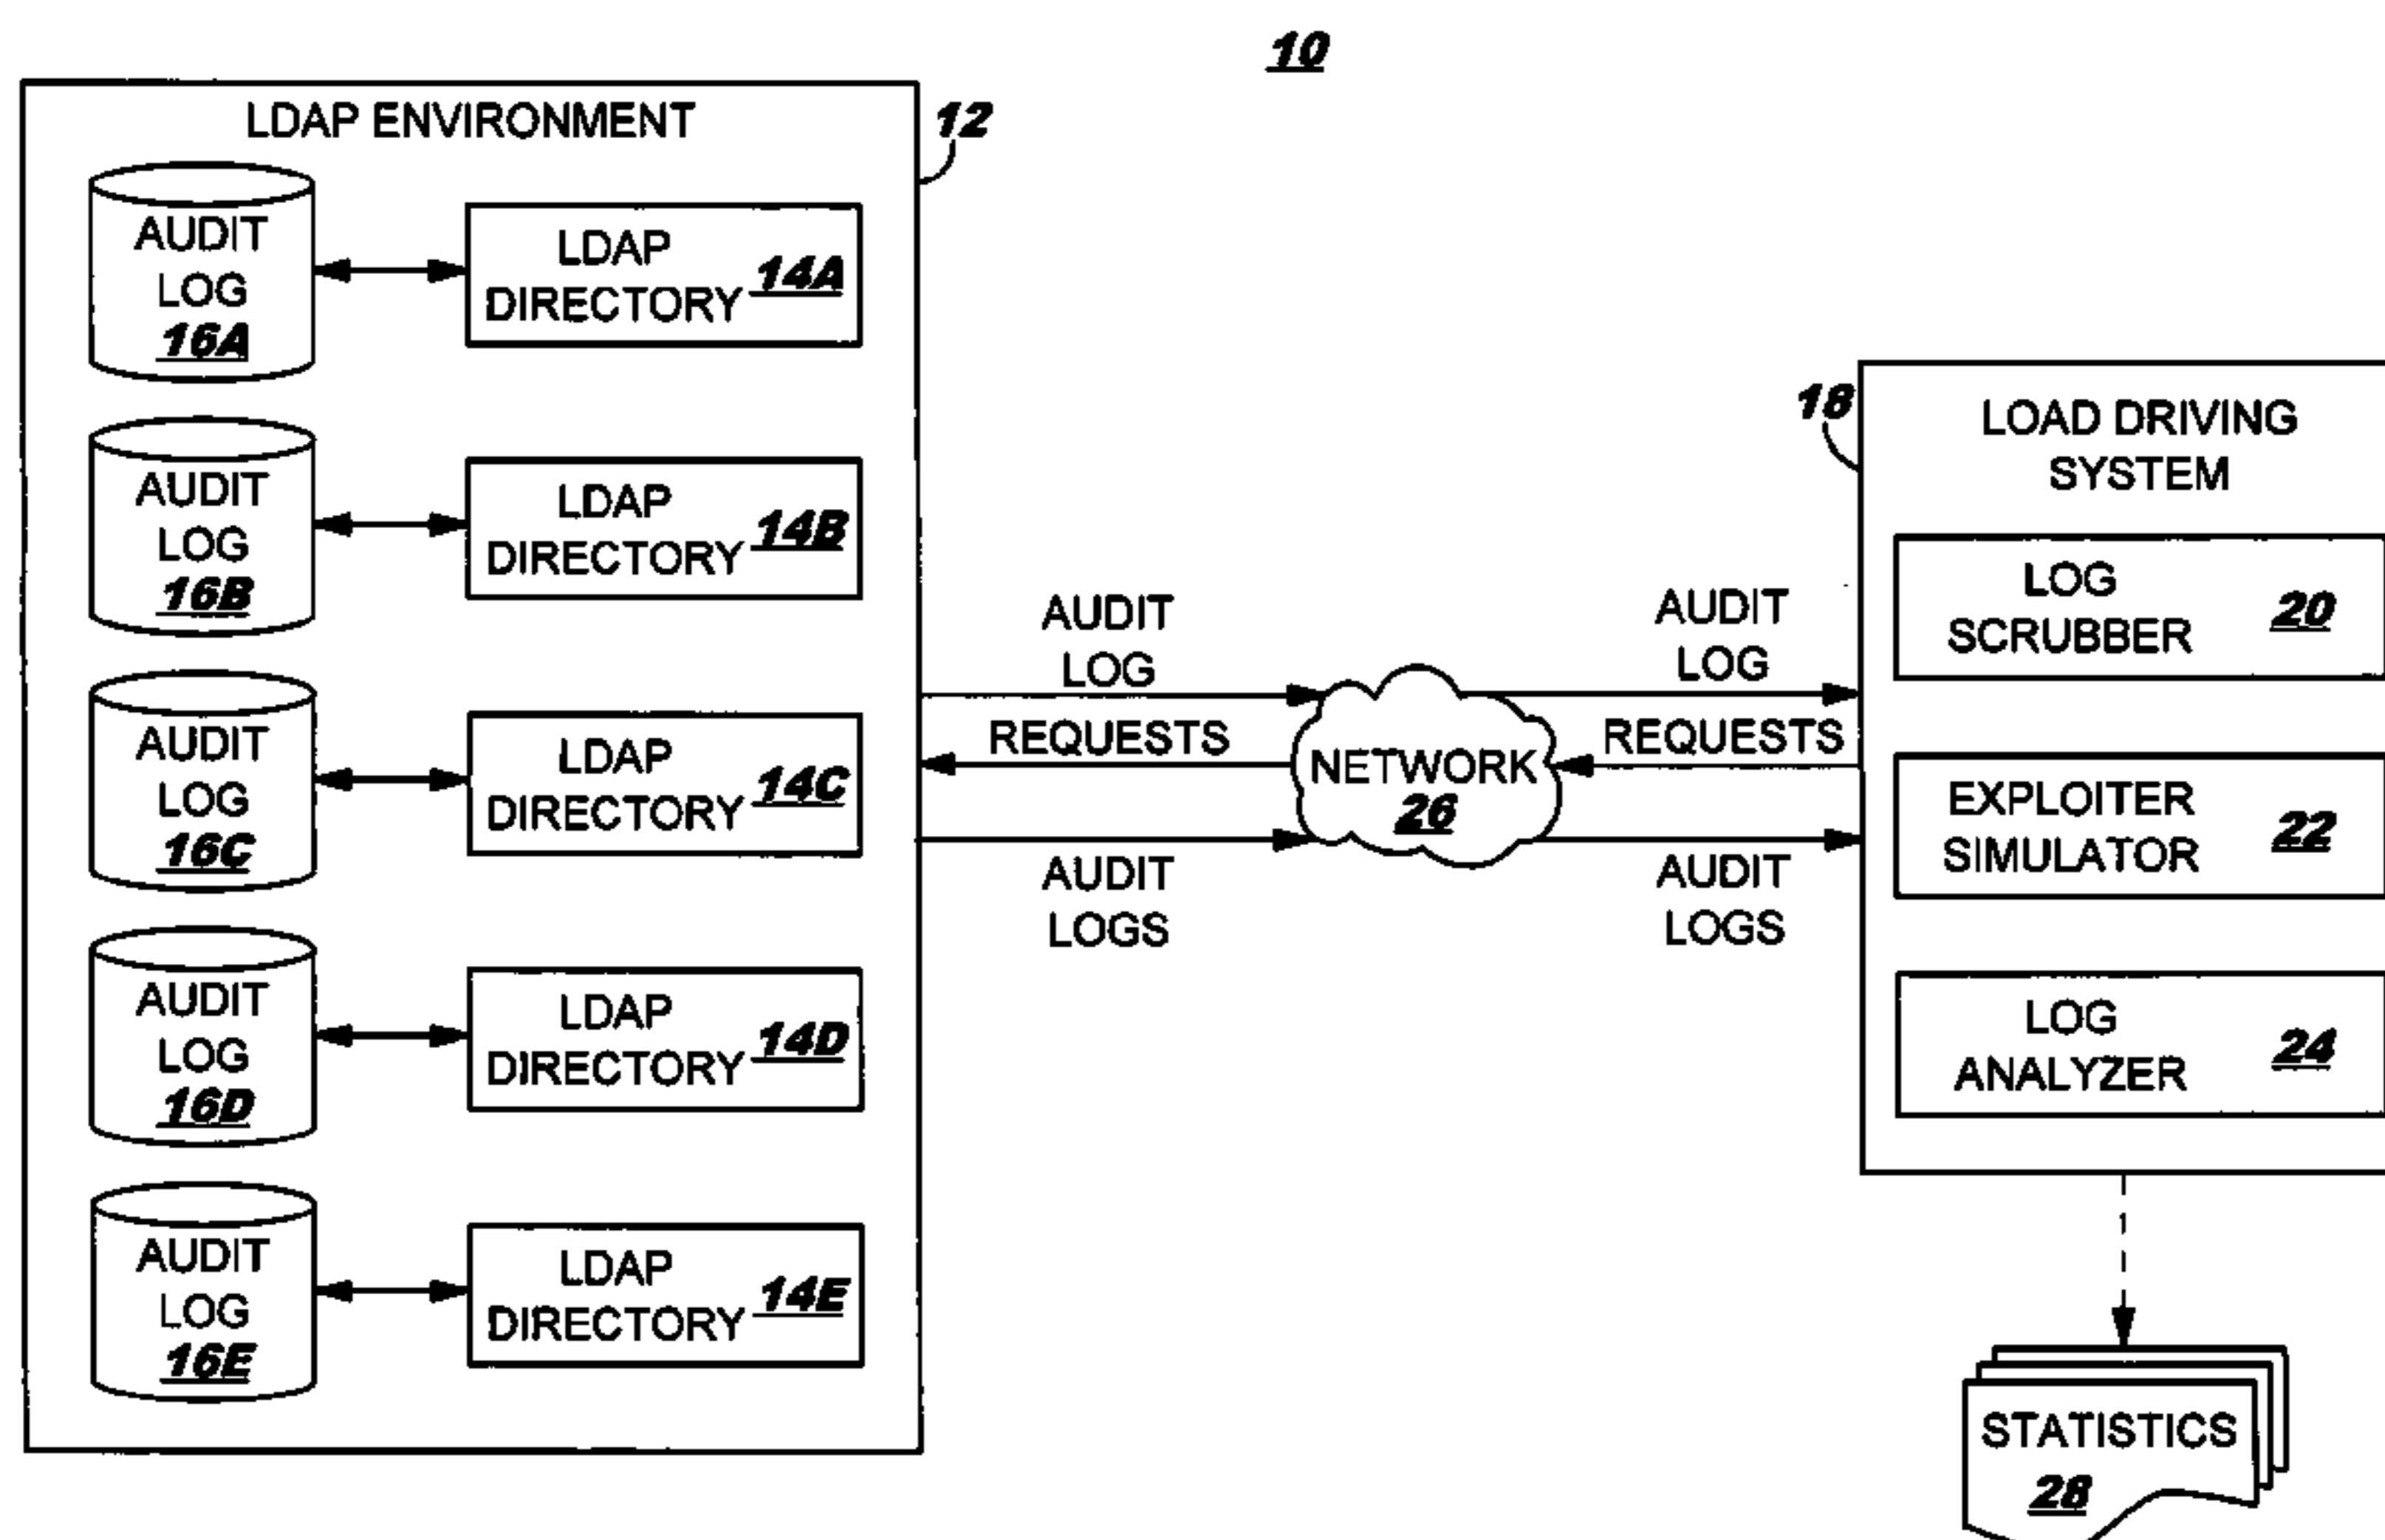 10
LDAP ENVIRONMENT
12
AUDIT
LOG
16A
LDAP
DIRECTORY 14A
AUDIT
LOG
16B
LDAP
DIRECTORY 14B
AUDIT
LOG
16C
LDAP
DIRECTORY 14C
AUDIT
LOG
16D
LDAP
DIRECTORY 14D
AUDIT
LOG
16E
LDAP
DIRECTORY 14E
AUDIT
LOG
REQUESTS
AUDIT
LOGS
NETWORK
26
AUDIT
LOG
REQUESTS
AUDIT
LOGS
18
LOAD DRIVING
SYSTEM
LOG
SCRUBBER 20
EXPLOITER
SIMULATOR 22
LOG
ANALYZER 24
STATISTICS
28